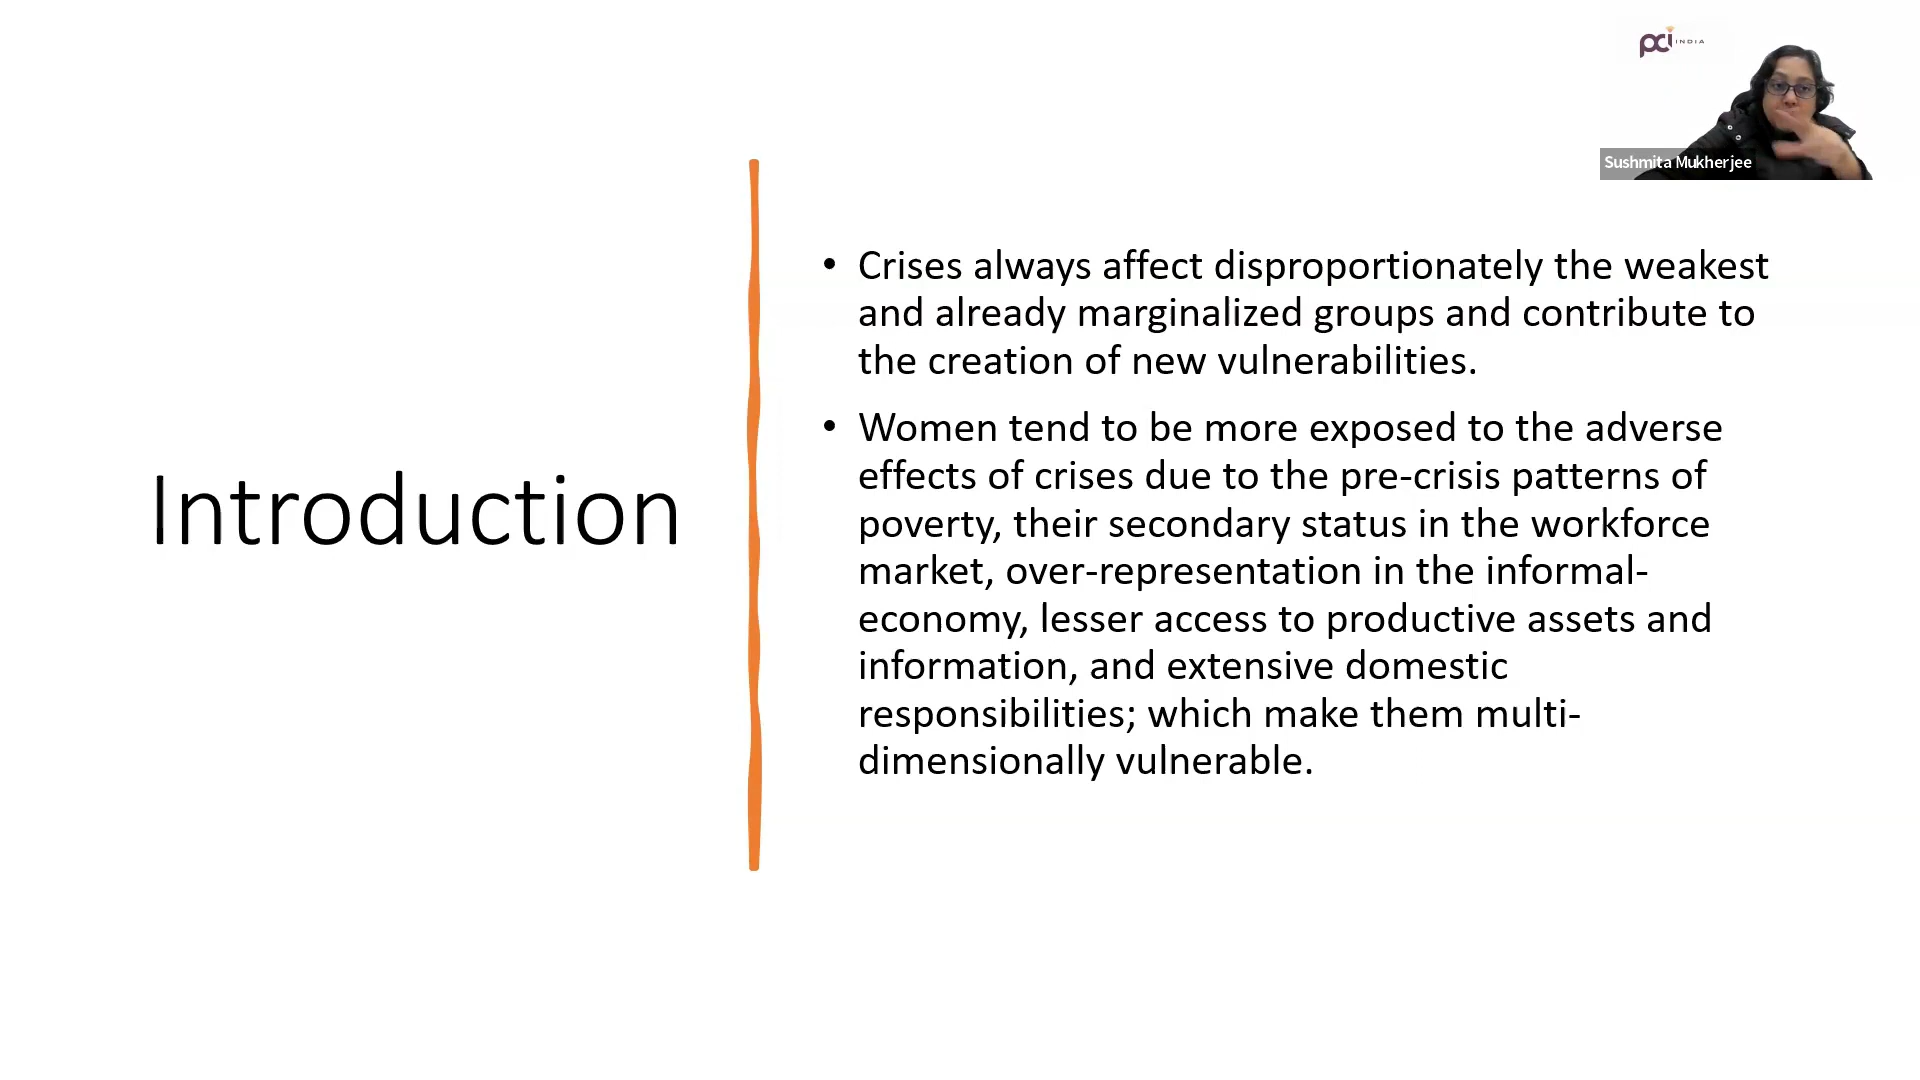 pci INDIA
Sushmita Mukherjee
Introduction
• Crises always affect disproportionately the weakest
and already marginalized groups and contribute to
the creation of new vulnerabilities.
• Women tend to be more exposed to the adverse
effects of crises due to the pre-crisis patterns of
poverty, their secondary status in the workforce
market, over-representation in the informal-
economy, lesser access to productive assets and
information, and extensive domestic
responsibilities; which make them multi-
dimensionally vulnerable.